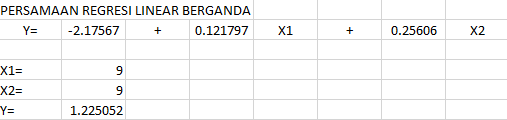 PERSAMAAN REGRESI LINEAR BERGANDA
Y= -2.17567 + 0.121797 X1 + 0.25606 X2
X1= 9
X2= 9
Y= 1.225052